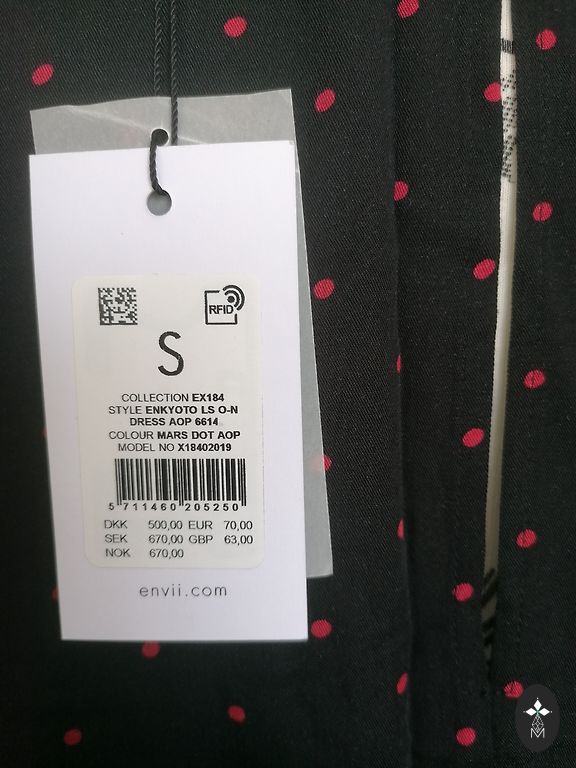 RFID
S
COLLECTION EX184
STYLE ENKYOTO LS O-N
DRESS AOP 6614
COLOUR MARS DOT AOP
MODEL NO X18402019
5 711460 205250
DKK 500,00 EUR 70,00
SEK 670,00 GBP 63,00
NOK 670,00
envii.com
M